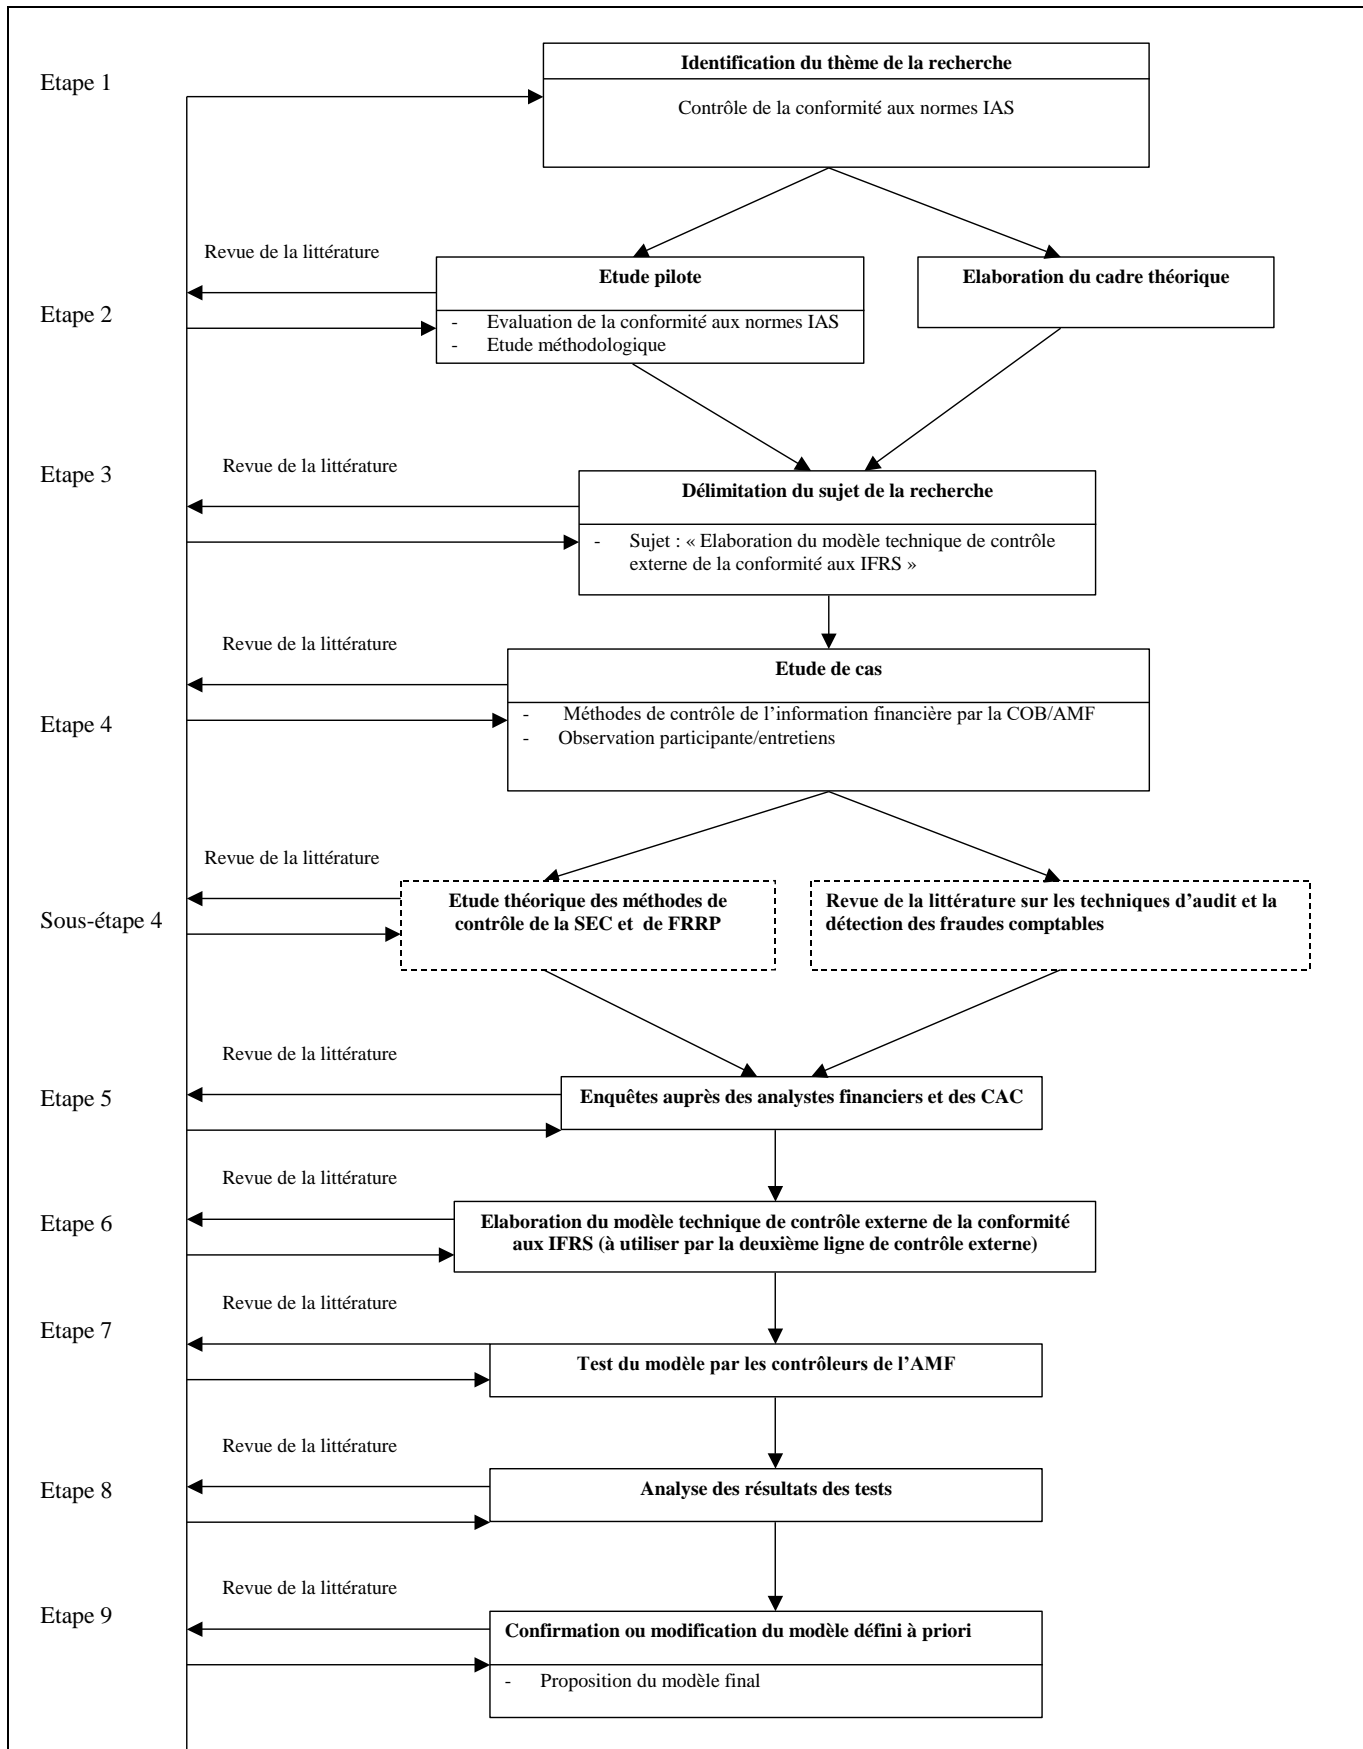 Etape 1
Identification du thème de la recherche
Contrôle de la conformité aux normes IAS
Revue de la littérature
Etape 2
Etude pilote
- Evaluation de la conformité aux normes IAS
- Etude méthodologique
Elaboration du cadre théorique
Etape 3
Revue de la littérature
Délimitation du sujet de la recherche
- Sujet : « Elaboration du modèle technique de contrôle
externe de la conformité aux IFRS »
Revue de la littérature
Etape 4
Etude de cas
- Méthodes de contrôle de l’information financière par la COB/AMF
- Observation participante/entretiens
Revue de la littérature
Sous-étape 4
Etude théorique des méthodes de
contrôle de la SEC et de FRRP
Revue de la littérature sur les techniques d’audit et la
détection des fraudes comptables
Revue de la littérature
Etape 5
Enquêtes auprès des analystes financiers et des CAC
Revue de la littérature
Etape 6
Elaboration du modèle technique de contrôle externe de la conformité
aux IFRS (à utiliser par la deuxième ligne de contrôle externe)
Revue de la littérature
Etape 7
Test du modèle par les contrôleurs de l’AMF
Revue de la littérature
Etape 8
Analyse des résultats des tests
Revue de la littérature
Etape 9
Confirmation ou modification du modèle défini à priori
- Proposition du modèle final